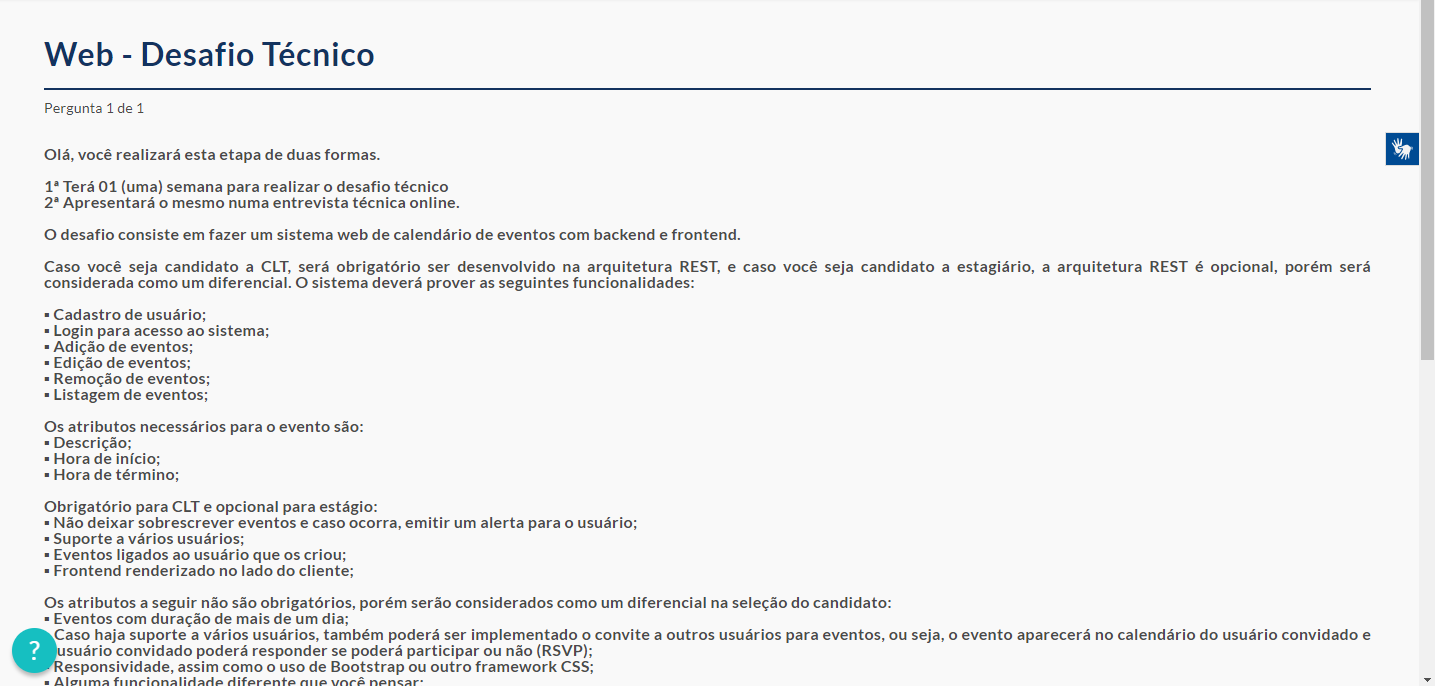 Web - Desafio Técnico
Pergunta 1 de 1
Olá, você realizará esta etapa de duas formas.
1ª Terá 01 (uma) semana para realizar o desafio técnico
2ª Apresentará o mesmo numa entrevista técnica online.
O desafio consiste em fazer um sistema web de calendário de eventos com backend e frontend.
Caso você seja candidato a CLT, será obrigatório ser desenvolvido na arquitetura REST, e caso você seja candidato a estagiário, a arquitetura REST é opcional, porém será
considerada como um diferencial. O sistema deverá prover as seguintes funcionalidades:
▪ Cadastro de usuário;
▪ Login para acesso ao sistema;
▪ Adição de eventos;
▪ Edição de eventos;
▪ Remoção de eventos;
▪ Listagem de eventos;
Os atributos necessários para o evento são:
▪ Descrição;
▪ Hora de início;
▪ Hora de término;
Obrigatório para CLT e opcional para estágio:
▪ Não deixar sobrescrever eventos e caso ocorra, emitir um alerta para o usuário;
▪ Suporte a vários usuários;
▪ Eventos ligados ao usuário que os criou;
▪ Frontend renderizado no lado do cliente;
Os atributos a seguir não são obrigatórios, porém serão considerados como um diferencial na seleção do candidato:
▪ Eventos com duração de mais de um dia;
Caso haja suporte a vários usuários, também poderá ser implementado o convite a outros usuários para eventos, ou seja, o evento aparecerá no calendário do usuário convidado e
usuário convidado poderá responder se poderá participar ou não (RSVP);
Responsividade, assim como o uso de Bootstrap ou outro framework CSS;
▪ Alguma funcionalidade diferente que você pensar;
?